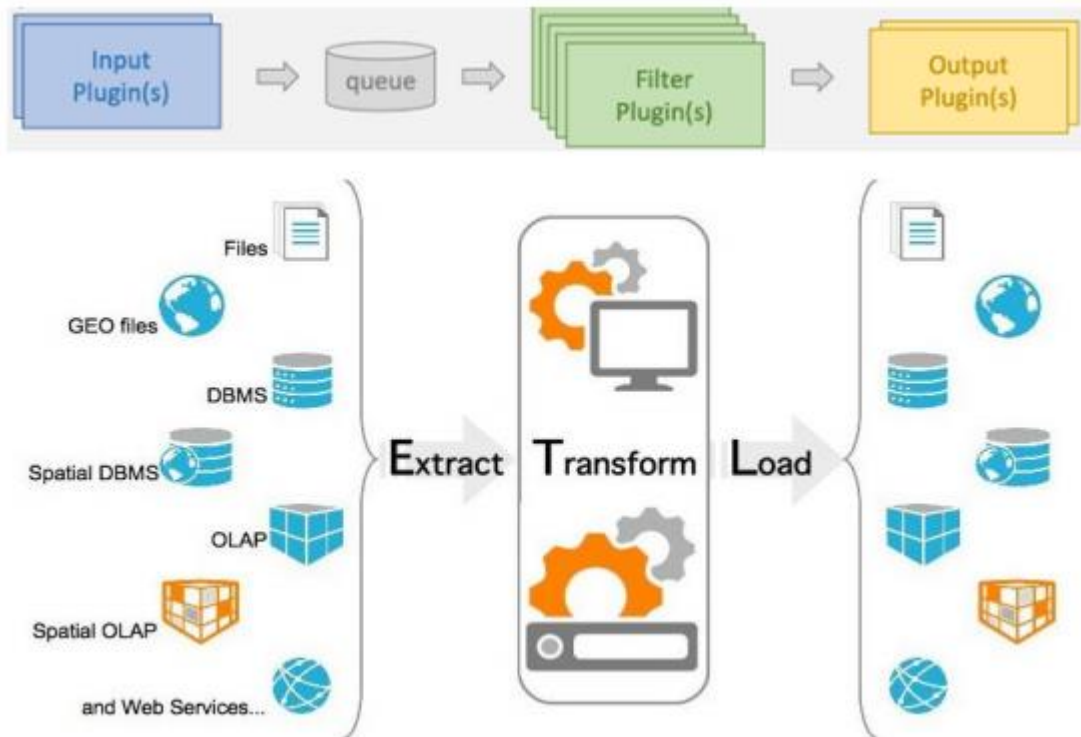 Input
Plugin(s)
queue
Filter
Plugin(s)
Output
Plugin(s)
Files
GEO files
DBMS
Spatial DBMS
OLAP
Spatial OLAP
and Web Services...
Extract
Transform
Load